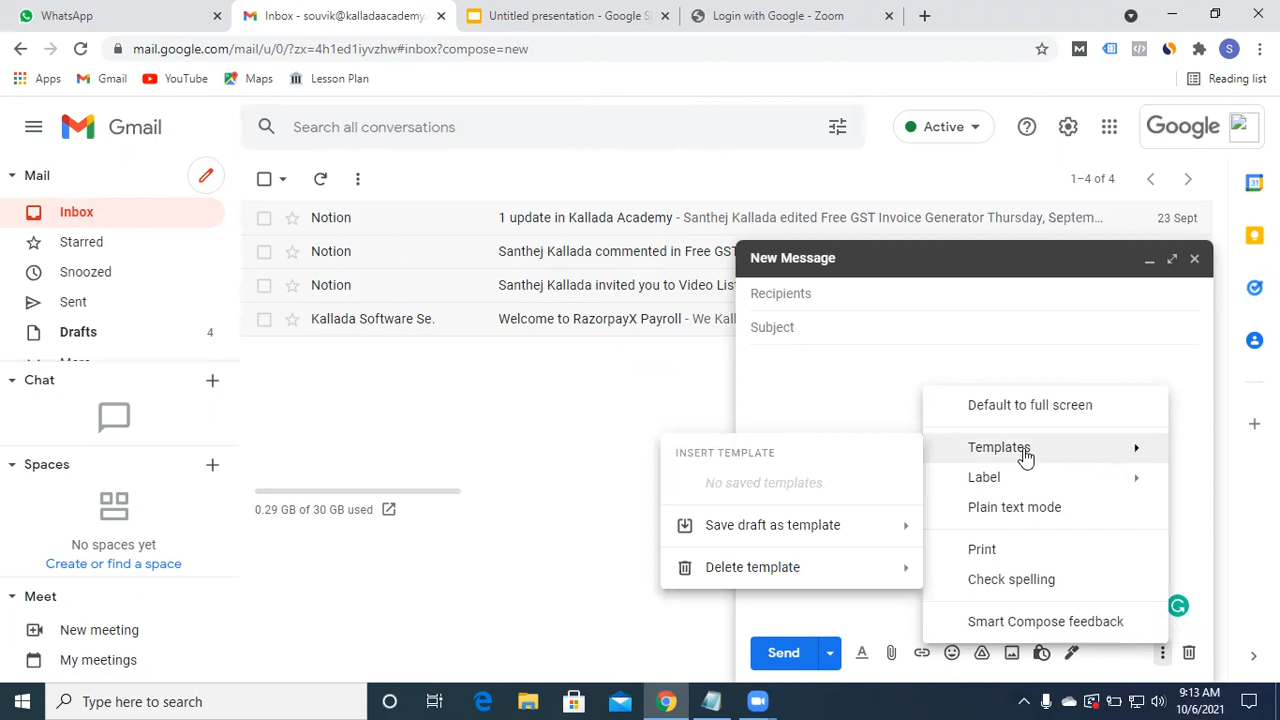 WhatsApp
Inbox - souvik@kalladaacademy.
Untitled presentation - Google Sl
Login with Google - Zoom
mail.google.com/mail/u/0/?zx=4h1ed1iyvzhw#inbox?compose=new
S
Apps
Gmail
YouTube
Maps
Lesson Plan
Reading list
Gmail
Search all conversations
Active
Google
Mail
1–4 of 4
Inbox
Notion
1 update in Kallada Academy - Santhej Kallada edited Free GST Invoice Generator Thursday, Septem...
23 Sept
Starred
Notion
Santhej Kallada commented in Free GST
Snoozed
Notion
Santhej Kallada invited you to Video List
Sent
Kallada Software Se.
Welcome to RazorpayX Payroll - We Kall
Drafts
4
More
Chat
Spaces
No spaces yet
Create or find a space
Meet
New meeting
My meetings
0.29 GB of 30 GB used
New Message
Recipients
Subject
Default to full screen
Templates
Label
Plain text mode
Print
Check spelling
Smart Compose feedback
INSERT TEMPLATE
No saved templates
Save draft as template
Delete template
Send
Type here to search
9:13 AM
10/6/2021